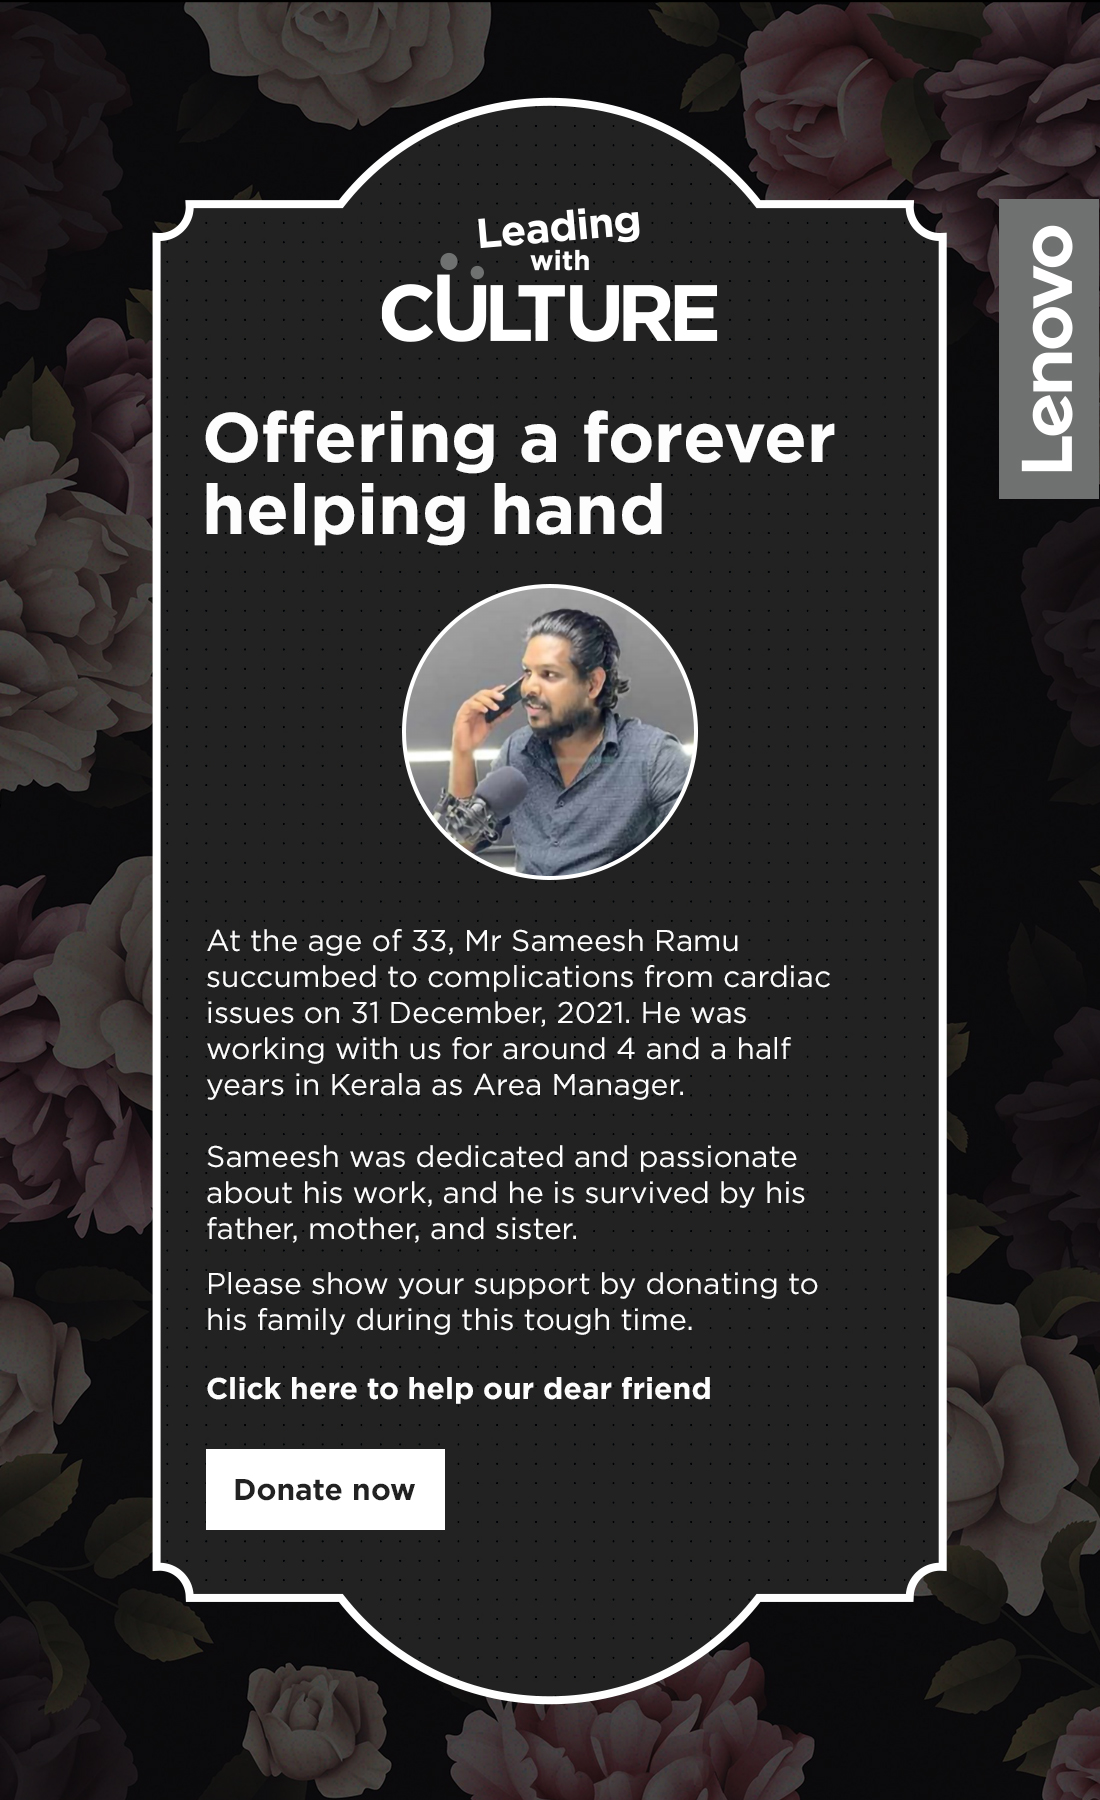 Leading
with
CULTURE
Lenovo
Offering a forever
helping hand
At the age of 33, Mr Sameesh Ramu
succumbed to complications from cardiac
issues on 31 December, 2021. He was
working with us for around 4 and a half
years in Kerala as Area Manager.
Sameesh was dedicated and passionate
about his work, and he is survived by his
father, mother, and sister.
Please show your support by donating to
his family during this tough time.
Click here to help our dear friend
Donate now